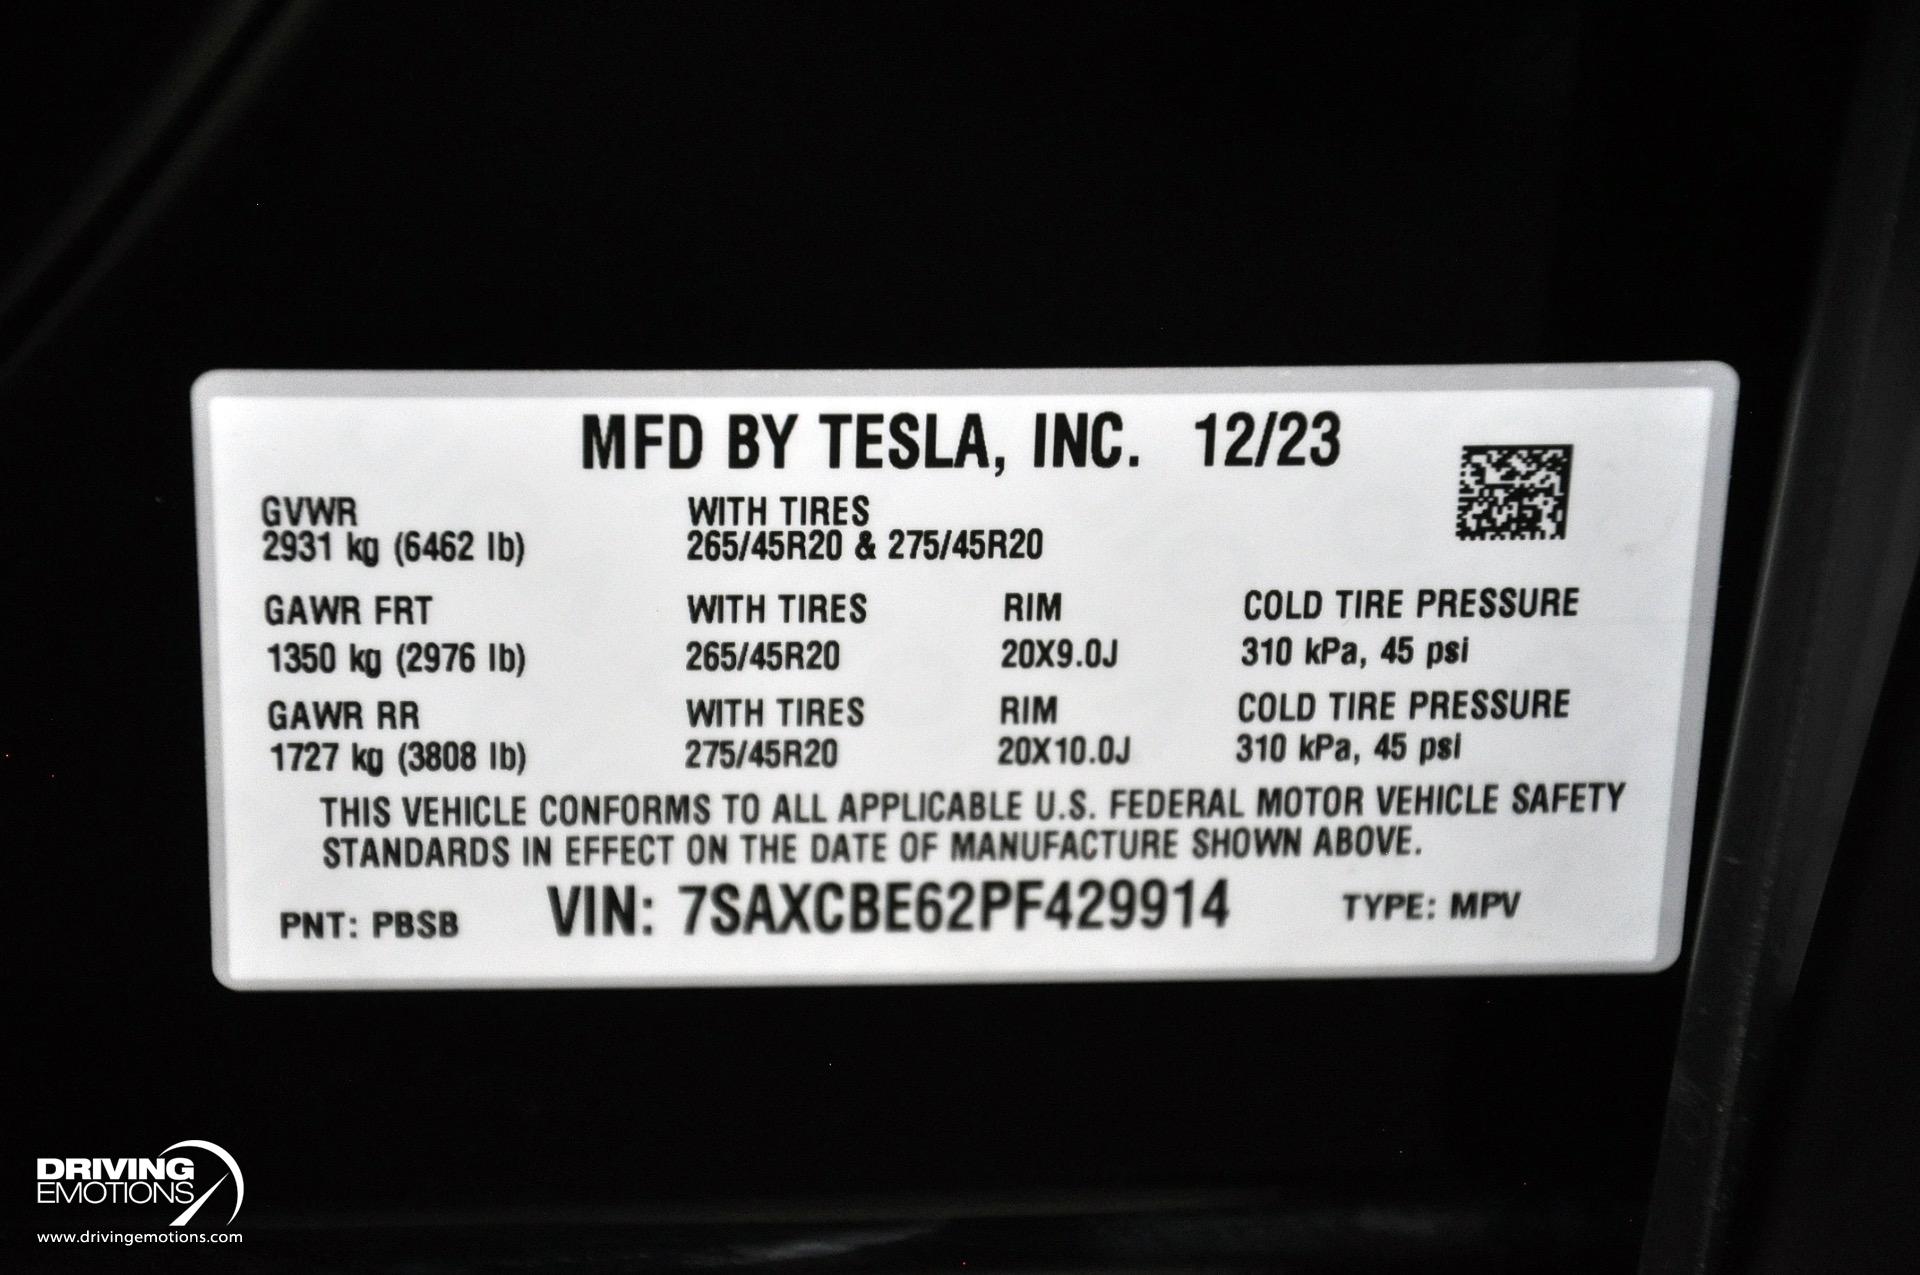 MFD BY TESLA, INC. 12/23
GVWR WITH TIRES
2931 kg (6462 lb) 265/45R20 & 275/45R20
GAWR FRT WITH TIRES RIM COLD TIRE PRESSURE
1350 kg (2976 lb) 265/45R20 20X9.0J 310 kPa, 45 psi
GAWR RR WITH TIRES RIM COLD TIRE PRESSURE
1727 kg (3808 lb) 275/45R20 20X10.0J 310 kPa, 45 psi
THIS VEHICLE CONFORMS TO ALL APPLICABLE U.S. FEDERAL MOTOR VEHICLE SAFETY
STANDARDS IN EFFECT ON THE DATE OF MANUFACTURE SHOWN ABOVE.
PNT: PBSB VIN: 7SAXCBE62PF429914 TYPE: MPV
DRIVING
EMOTIONS
www.drivingemotions.com